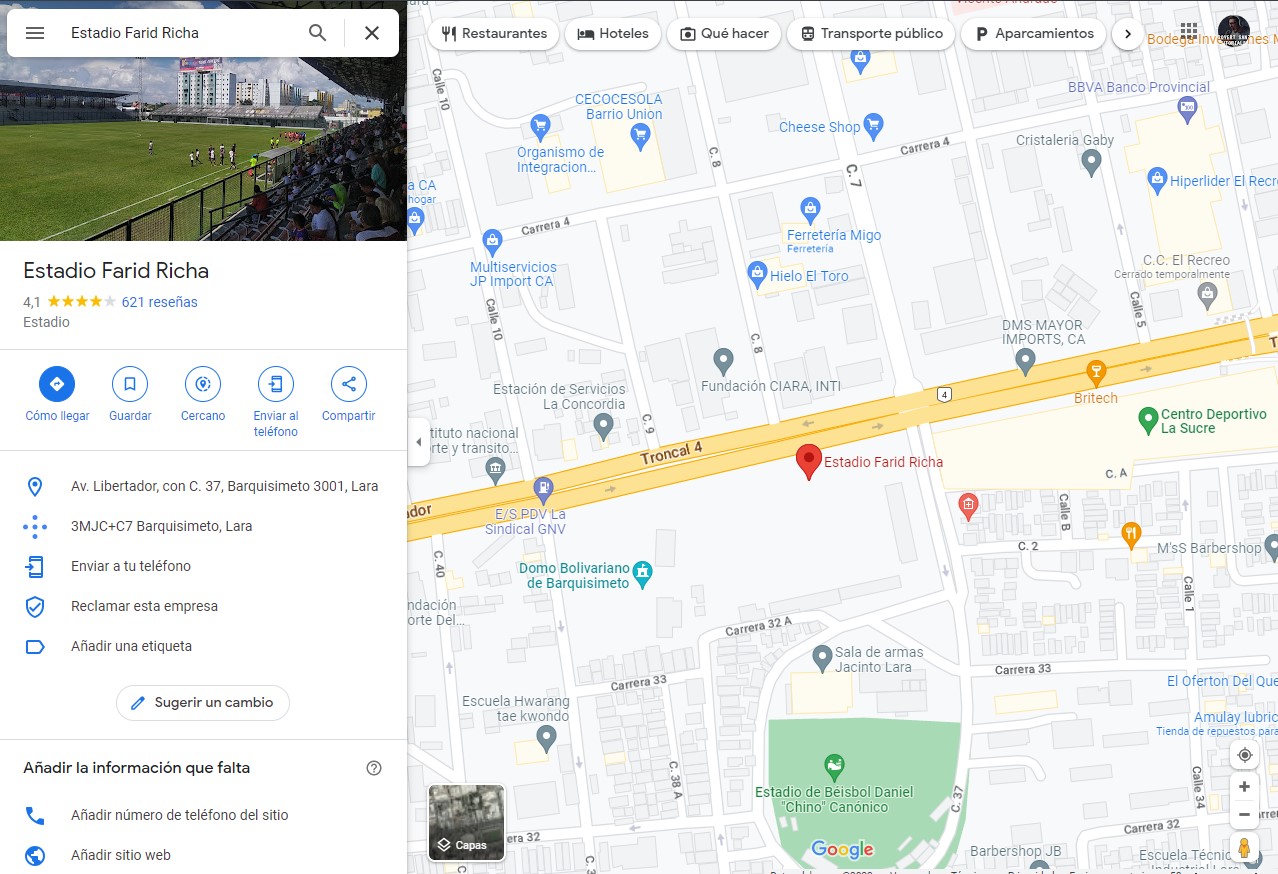 Estadio Farid Richa
Estadio Farid Richa
4,1
621 reseñas
Estadio
Cómo llegar
Guardar
Cercano
Enviar al
teléfono
Compartir
Av. Libertador, con C. 37, Barquisimeto 3001, Lara
3MJC+C7 Barquisimeto, Lara
Enviar a tu teléfono
Reclamar esta empresa
Añadir una etiqueta
Sugerir un cambio
Añadir la información que falta
Añadir número de teléfono del sitio
Añadir sitio web
Restaurantes
Hoteles
Qué hacer
Transporte público
Aparcamientos
Calle 10
CECOCESOLA
Barrio Union
Organismo de
Integracion...
Cheese Shop
BBVA Banco Provincial
Cristaleria Gaby
Carrera 4
C. 8
C. 7
Hiperlider El Recre
a CA
hogar
Carrera 4
Ferretería Migo
Ferretería
Multiservicios
JP Import CA
Hielo El Toro
C.C. El Recreo
Cerrado temporalmente
Calle 10
Calle 5
C. 8
DMS MAYOR
IMPORTS, CA
Fundación CIARA, INTI
Estación de Servicios
La Concordia
4
Britech
Centro Deportivo
La Sucre
C. 9
tituto nacional
rte y transito...
Troncal 4
Estadio Farid Richa
C. A
ador
E/S.PDV La
Sindical GNV
Calle B
C. 2
M'sS Barbershop
C. 40
Domo Bolivariano
de Barquisimeto
Calle 1
ndación
orte Del...
Carrera 32 A
Sala de armas
Jacinto Lara
Carrera 33
Carrera 33
El Oferton Del Que
Escuela Hwarang
tae kwondo
Amulay lubric
Tienda de repuestos para
C. 38 A
Estadio de Béisbol Daniel
"Chino" Canónico
C. 37
Calle 34
Capas
Google
Carrera 32
Carrera 32
Barbershop JB
Escuela Técnic